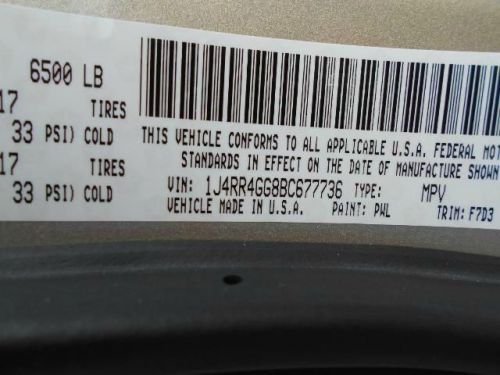 6500 LB
17 TIRES
33 PSI) COLD
17 TIRES
33 PSI) COLD
THIS VEHICLE CONFORMS TO ALL APPLICABLE U.S.A. FEDERAL MOT
STANDARDS IN EFFECT ON THE DATE OF MANUFACTURE SHOWN
VIN: 1J4RR4GG8BC677736 TYPE: MPV
VEHICLE MADE IN U.S.A. PAINT: PWL TRIM: F7D3